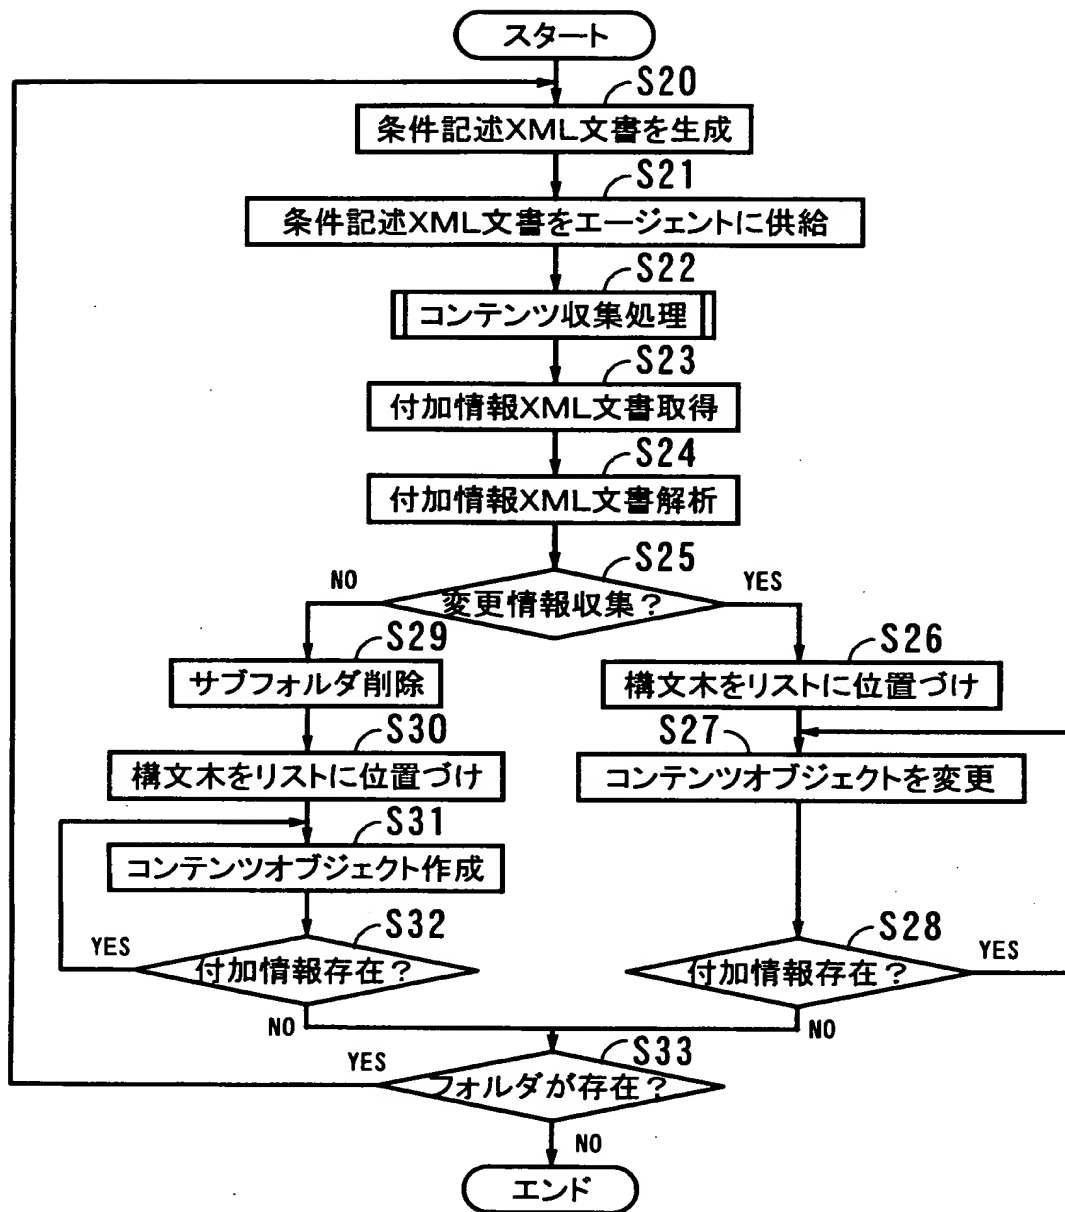 スタート
S20
条件記述XML文書を生成
S21
条件記述XML文書をエージェントに供給
S22
コンテンツ収集処理
S23
付加情報XML文書取得
S24
付加情報XML文書解析
S25
NO
変更情報収集?
YES
S29
サブフォルダ削除
S26
構文木をリストに位置づけ
S30
構文木をリストに位置づけ
S27
コンテンツオブジェクトを変更
S31
コンテンツオブジェクト作成
S32
YES
付加情報存在?
NO
S28
付加情報存在?
YES
NO
S33
YES
フォルダが存在?
NO
エンド